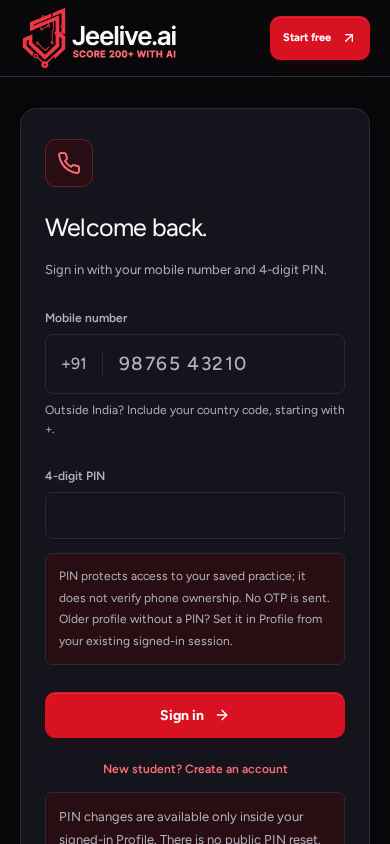 Jeelive.ai
SCORE 200+ WITH AI
Start free
Welcome back.
Sign in with your mobile number and 4-digit PIN.
Mobile number
+91 98765 43210
Outside India? Include your country code, starting with
+.
4-digit PIN
PIN protects access to your saved practice; it
does not verify phone ownership. No OTP is sent.
Older profile without a PIN? Set it in Profile from
your existing signed-in session.
Sign in
New student? Create an account
PIN changes are available only inside your
signed-in Profile. There is no public PIN reset.